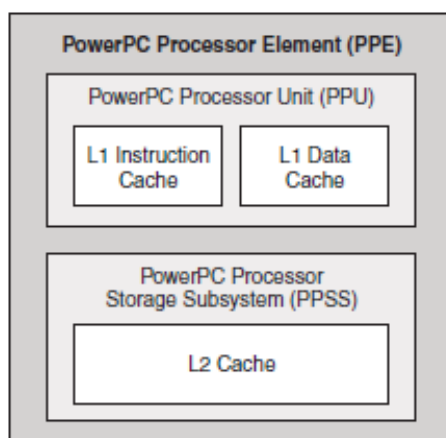 PowerPC Processor Element (PPE)
PowerPC Processor Unit (PPU)
L1 Instruction
Cache
L1 Data
Cache
PowerPC Processor
Storage Subsystem (PPSS)
L2 Cache